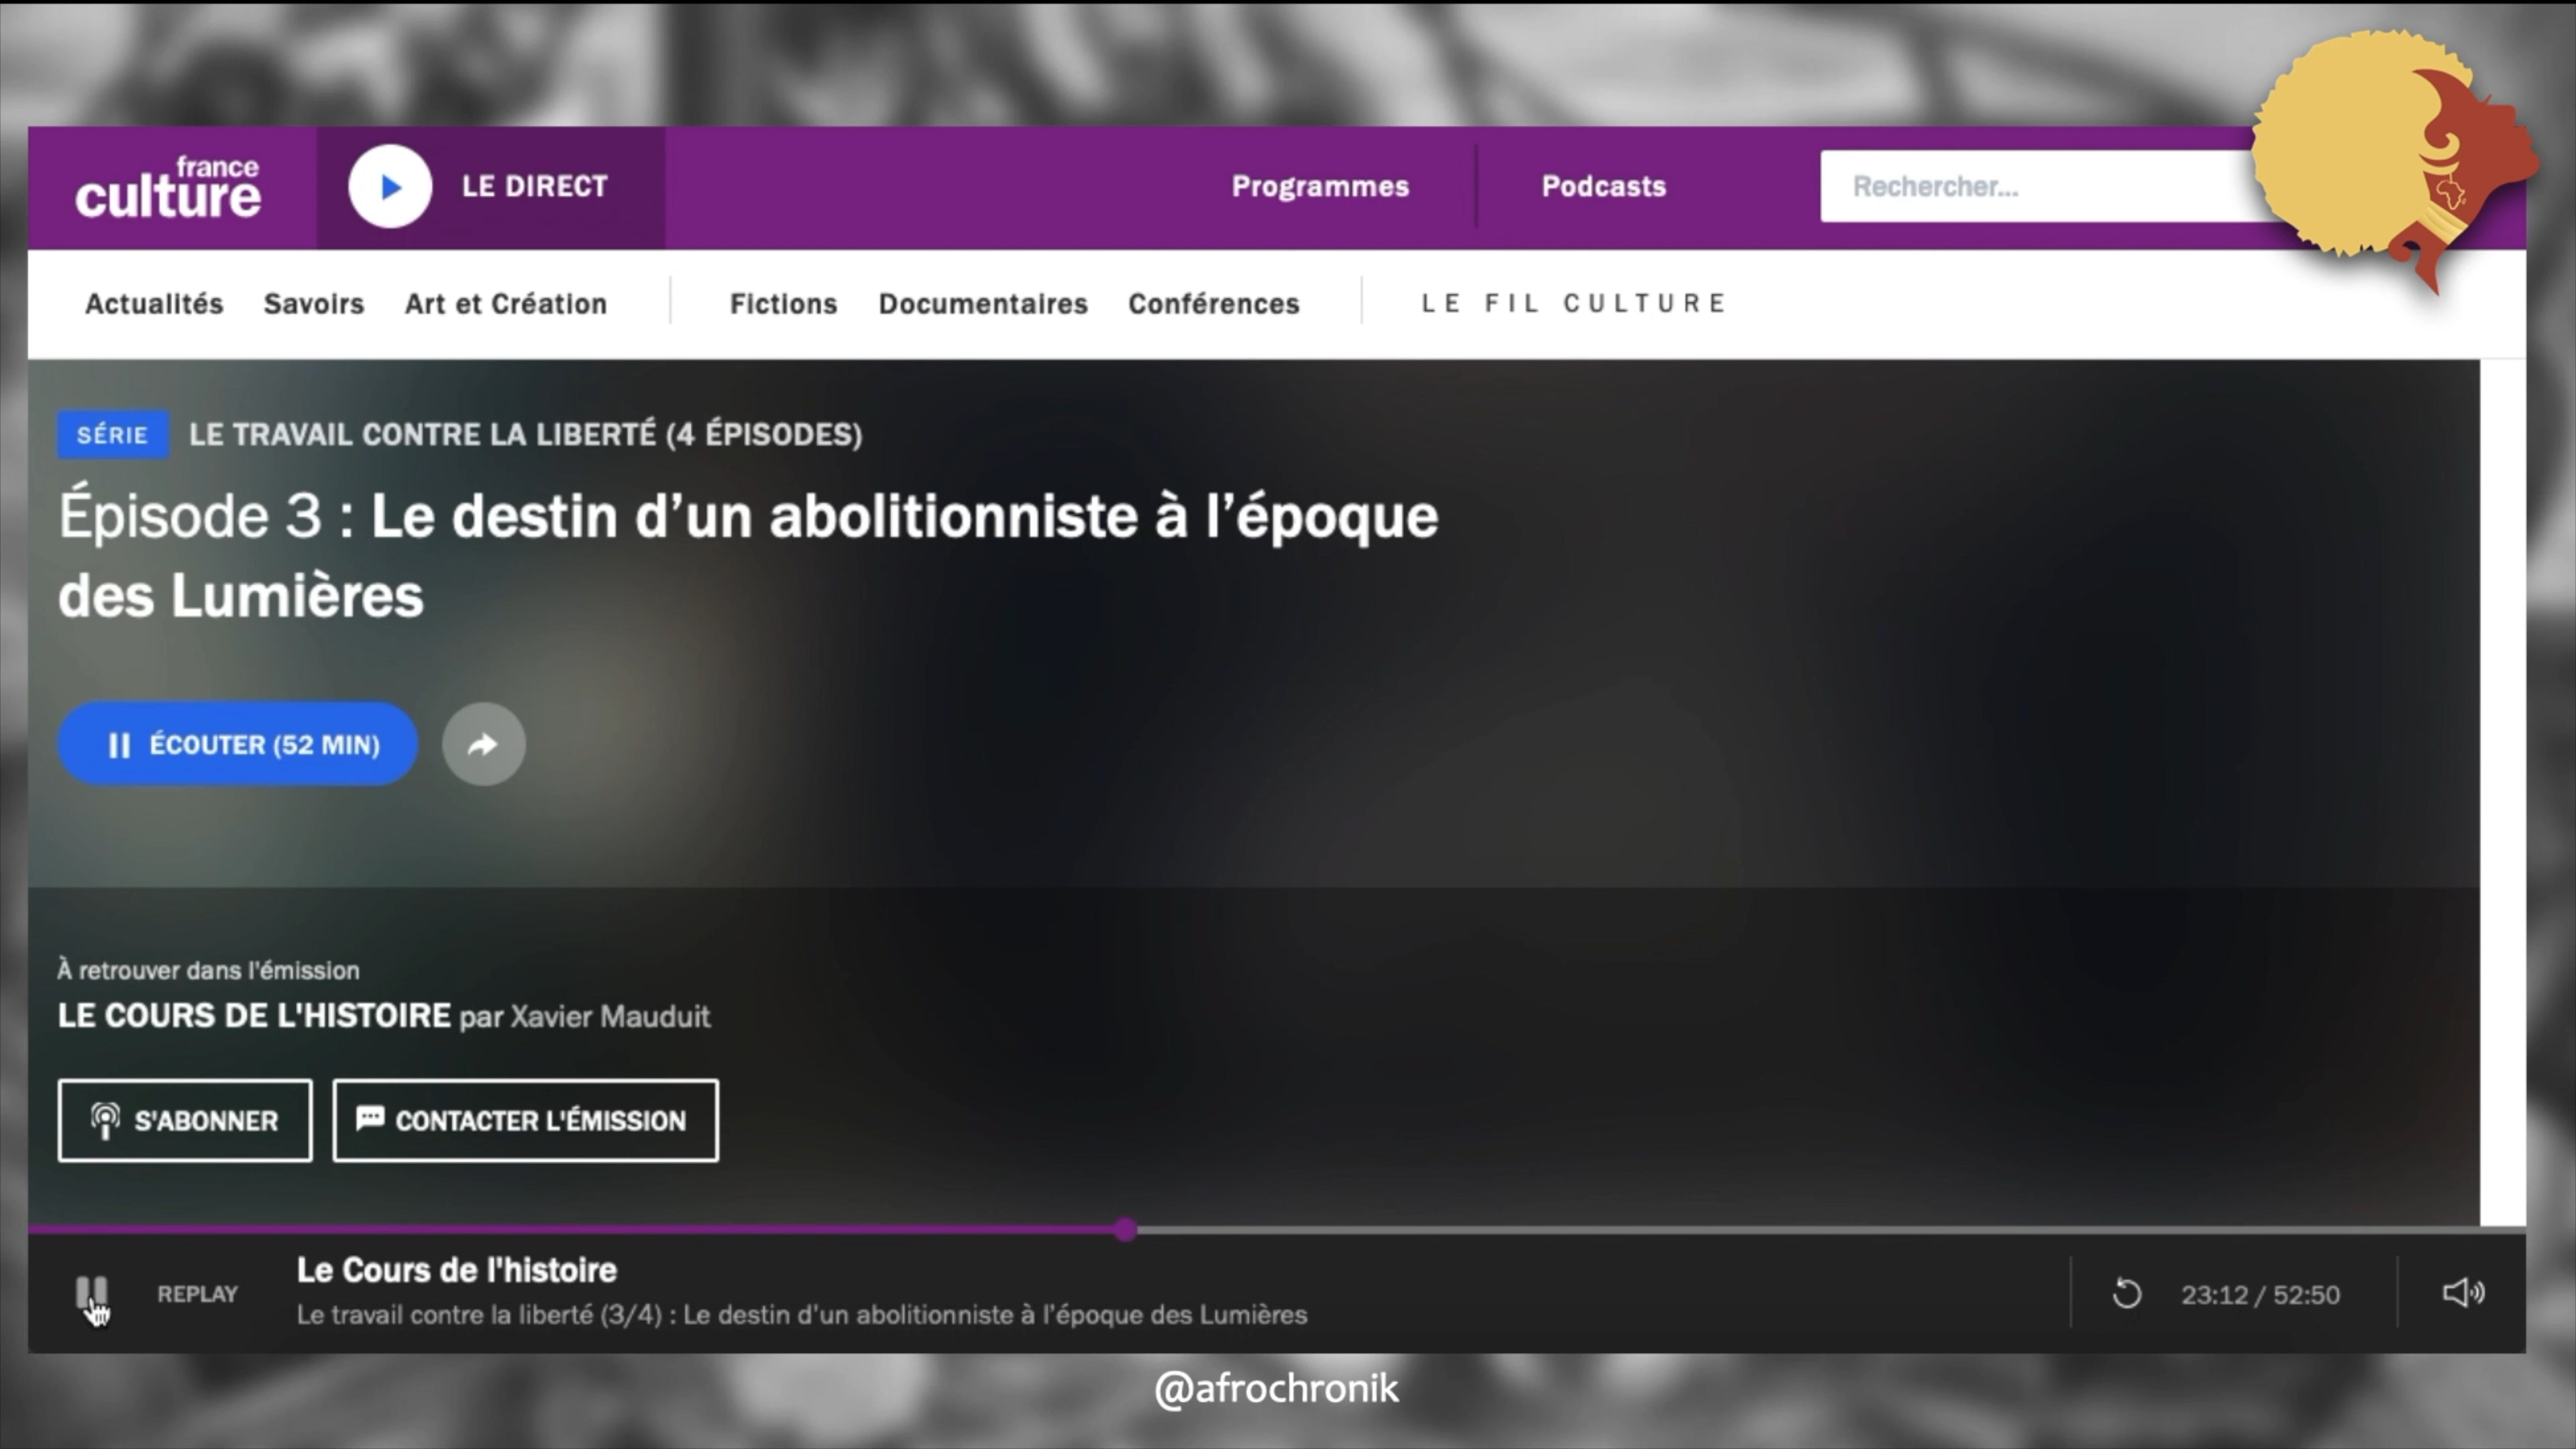 france
culture
LE DIRECT
Programmes
Podcasts
Rechercher...
Actualités
Savoirs
Art et Création
Fictions
Documentaires
Conférences
LE FIL CULTURE
SÉRIE
LE TRAVAIL CONTRE LA LIBERTÉ (4 ÉPISODES)
Épisode 3 : Le destin d’un abolitionniste à l’époque
des Lumières
ÉCOUTER (52 MIN)
À retrouver dans l'émission
LE COURS DE L'HISTOIRE par Xavier Mauduit
S'ABONNER
CONTACTER L'ÉMISSION
REPLAY
Le Cours de l'histoire
Le travail contre la liberté (3/4) : Le destin d’un abolitionniste à l’époque des Lumières
23:12 / 52:50
@afrochronik